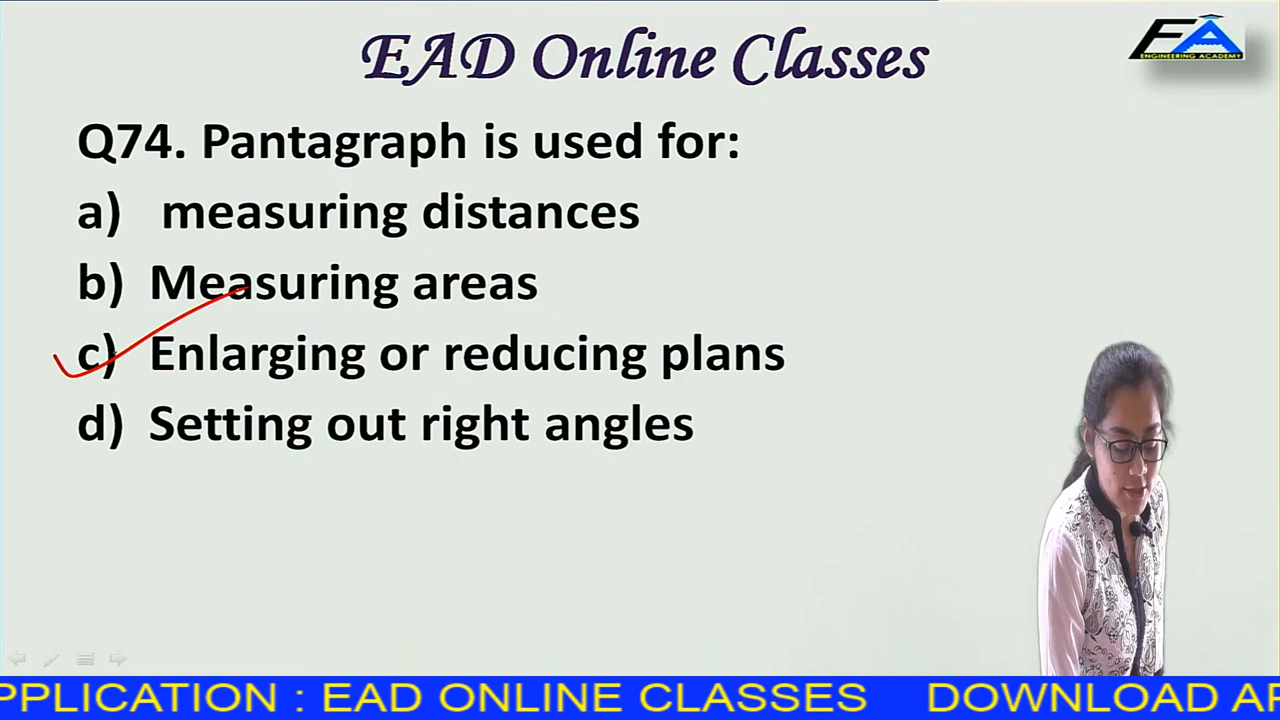 EAD Online Classes
EA
ENGINEERING ACADEMY
Q74. Pantagraph is used for:
a) measuring distances
b) Measuring areas
c) Enlarging or reducing plans
d) Setting out right angles
PPLICATION : EAD ONLINE CLASSES DOWNLOAD AP